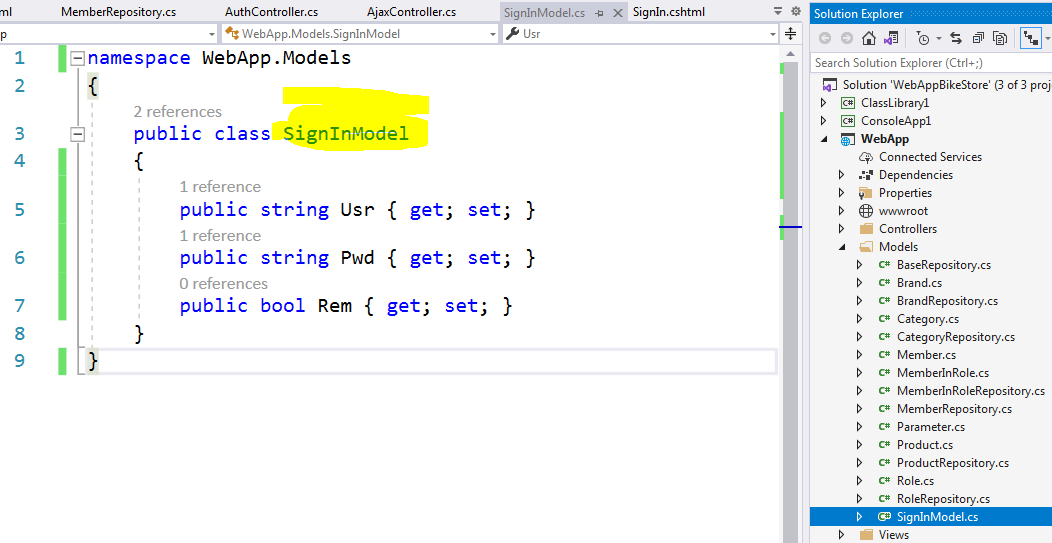 ml MemberRepository.cs AuthController.cs AjaxController.cs SignInModel.cs SignIn.cshtml
p WebApp.Models.SignInModel Usr
1 namespace WebApp.Models
2 {
2 references
3 public class SignInModel
4 {
1 reference
5 public string Usr { get; set; }
1 reference
6 public string Pwd { get; set; }
0 references
7 public bool Rem { get; set; }
8 }
9 }
Solution Explorer
Search Solution Explorer (Ctrl+;)
Solution 'WebAppBikeStore' (3 of 3 proj
C# ClassLibrary1
C# ConsoleApp1
WebApp
Connected Services
Dependencies
Properties
wwwroot
Controllers
Models
C# BaseRepository.cs
C# Brand.cs
C# BrandRepository.cs
C# Category.cs
C# CategoryRepository.cs
C# Member.cs
C# MemberInRole.cs
C# MemberInRoleRepository.cs
C# MemberRepository.cs
C# Parameter.cs
C# Product.cs
C# ProductRepository.cs
C# Role.cs
C# RoleRepository.cs
C# SignInModel.cs
Views